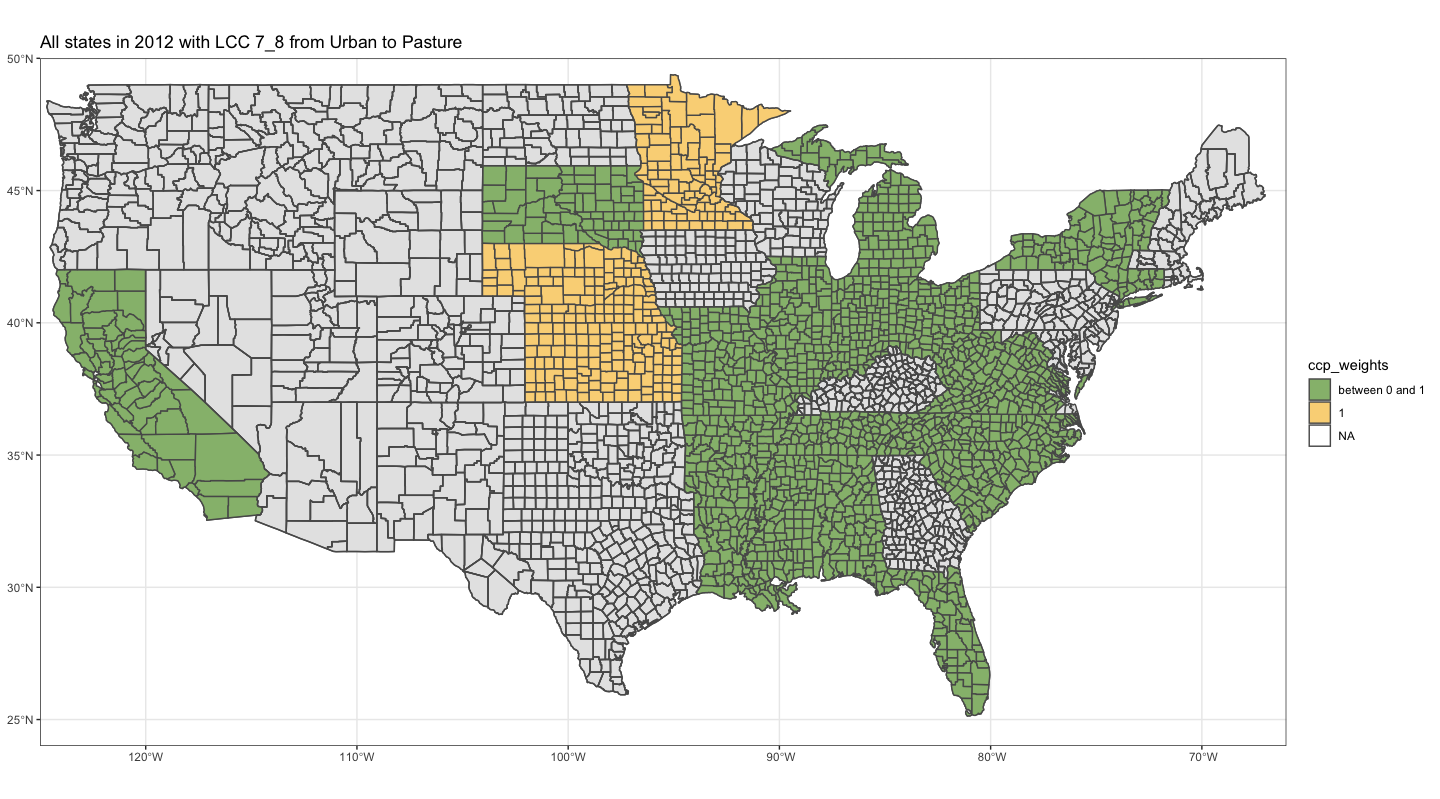 All states in 2012 with LCC 7_8 from Urban to Pasture
50°N
45°N
40°N
35°N
30°N
25°N
120°W
110°W
100°W
90°W
80°W
70°W
ccp_weights
between 0 and 1
1
NA